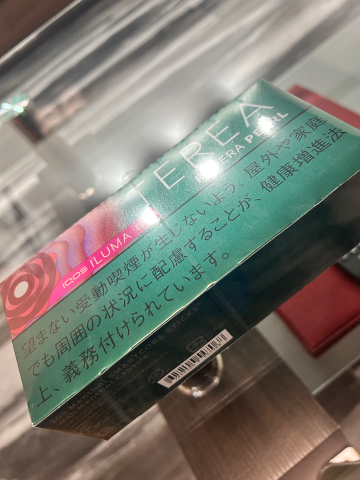 TEREA
ERA PEARL
IQOS ILUMA
望まない受動喫煙が生じないよう、屋外や家庭
でも周囲の状況に配慮することが、健康増進法
上、義務付けられています。